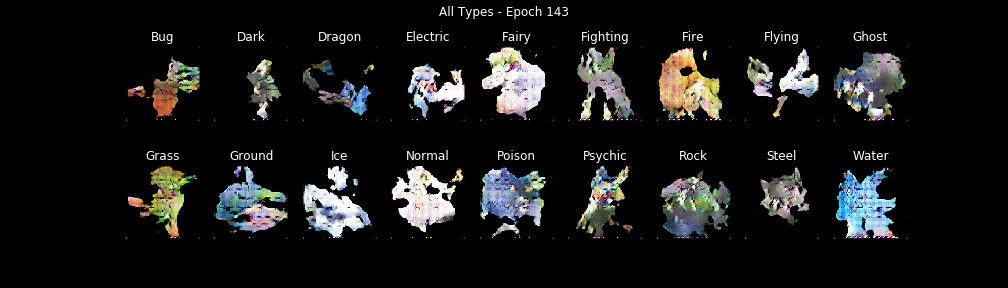 All Types - Epoch 143
Bug Dark Dragon Electric Fairy Fighting Fire Flying Ghost
Grass Ground Ice Normal Poison Psychic Rock Steel Water